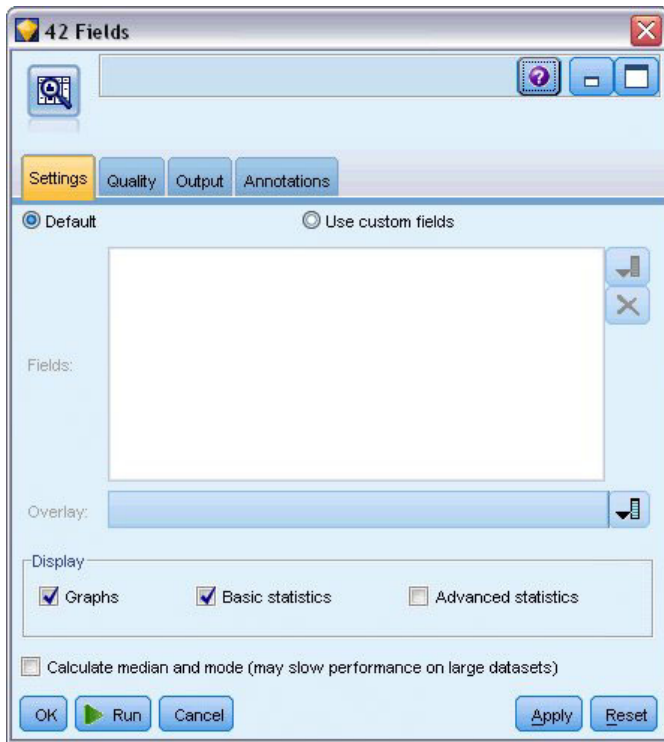 42 Fields
?
Settings Quality Output Annotations
Default Use custom fields
Fields:
Overlay:
Display
Graphs Basic statistics Advanced statistics
Calculate median and mode (may slow performance on large datasets)
OK Run Cancel Apply Reset